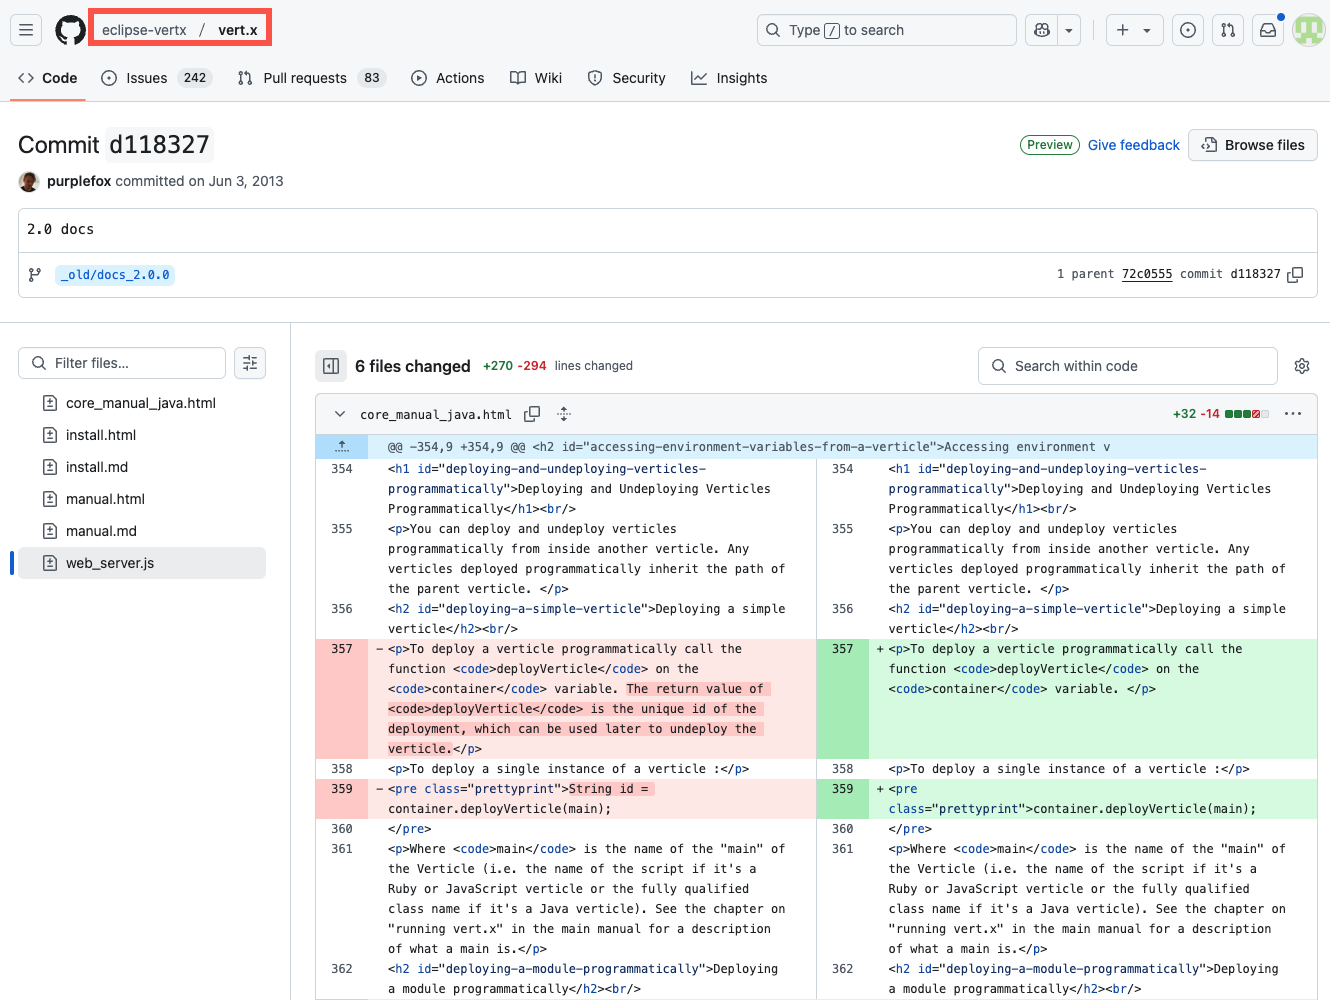 eclipse-vertx / vert.x
Type / to search
Code
Issues 242
Pull requests 83
Actions
Wiki
Security
Insights
Commit d118327
Preview Give feedback Browse files
purplefox committed on Jun 3, 2013
2.0 docs
_old/docs_2.0.0
1 parent 72c0555 commit d118327
Filter files...
core_manual_java.html
install.html
install.md
manual.html
manual.md
web_server.js
6 files changed +270 -294 lines changed
Search within code
core_manual_java.html
+32 -14
@@ -354,9 +354,9 @@ <h2 id="accessing-environment-variables-from-a-verticle">Accessing environment v
354 <h1 id="deploying-and-undeploying-verticles-
programmatically">Deploying and Undeploying Verticles
Programmatically</h1><br/>
355 <p>You can deploy and undeploy verticles
programmatically from inside another verticle. Any
verticles deployed programmatically inherit the path of
the parent verticle. </p>
356 <h2 id="deploying-a-simple-verticle">Deploying a simple
verticle</h2><br/>
357 - <p>To deploy a verticle programmatically call the
function <code>deployVerticle</code> on the
<code>container</code> variable. The return value of
<code>deployVerticle</code> is the unique id of the
deployment, which can be used later to undeploy the
verticle.</p>
358 <p>To deploy a single instance of a verticle :</p>
359 - <pre class="prettyprint">String id =
container.deployVerticle(main);
360 </pre>
361 <p>Where <code>main</code> is the name of the "main" of
the Verticle (i.e. the name of the script if it's a
Ruby or JavaScript verticle or the fully qualified
class name if it's a Java verticle). See the chapter on
"running vert.x" in the main manual for a description
of what a main is.</p>
362 <h2 id="deploying-a-module-programmatically">Deploying
a module programmatically</h2><br/>
354 <h1 id="deploying-and-undeploying-verticles-
programmatically">Deploying and Undeploying Verticles
Programmatically</h1><br/>
355 <p>You can deploy and undeploy verticles
programmatically from inside another verticle. Any
verticles deployed programmatically inherit the path of
the parent verticle. </p>
356 <h2 id="deploying-a-simple-verticle">Deploying a simple
verticle</h2><br/>
357 + <p>To deploy a verticle programmatically call the
function <code>deployVerticle</code> on the
<code>container</code> variable. </p>
358 <p>To deploy a single instance of a verticle :</p>
359 + <pre
class="prettyprint">container.deployVerticle(main);
360 </pre>
361 <p>Where <code>main</code> is the name of the "main" of
the Verticle (i.e. the name of the script if it's a
Ruby or JavaScript verticle or the fully qualified
class name if it's a Java verticle). See the chapter on
"running vert.x" in the main manual for a description
of what a main is.</p>
362 <h2 id="deploying-a-module-programmatically">Deploying
a module programmatically</h2><br/>